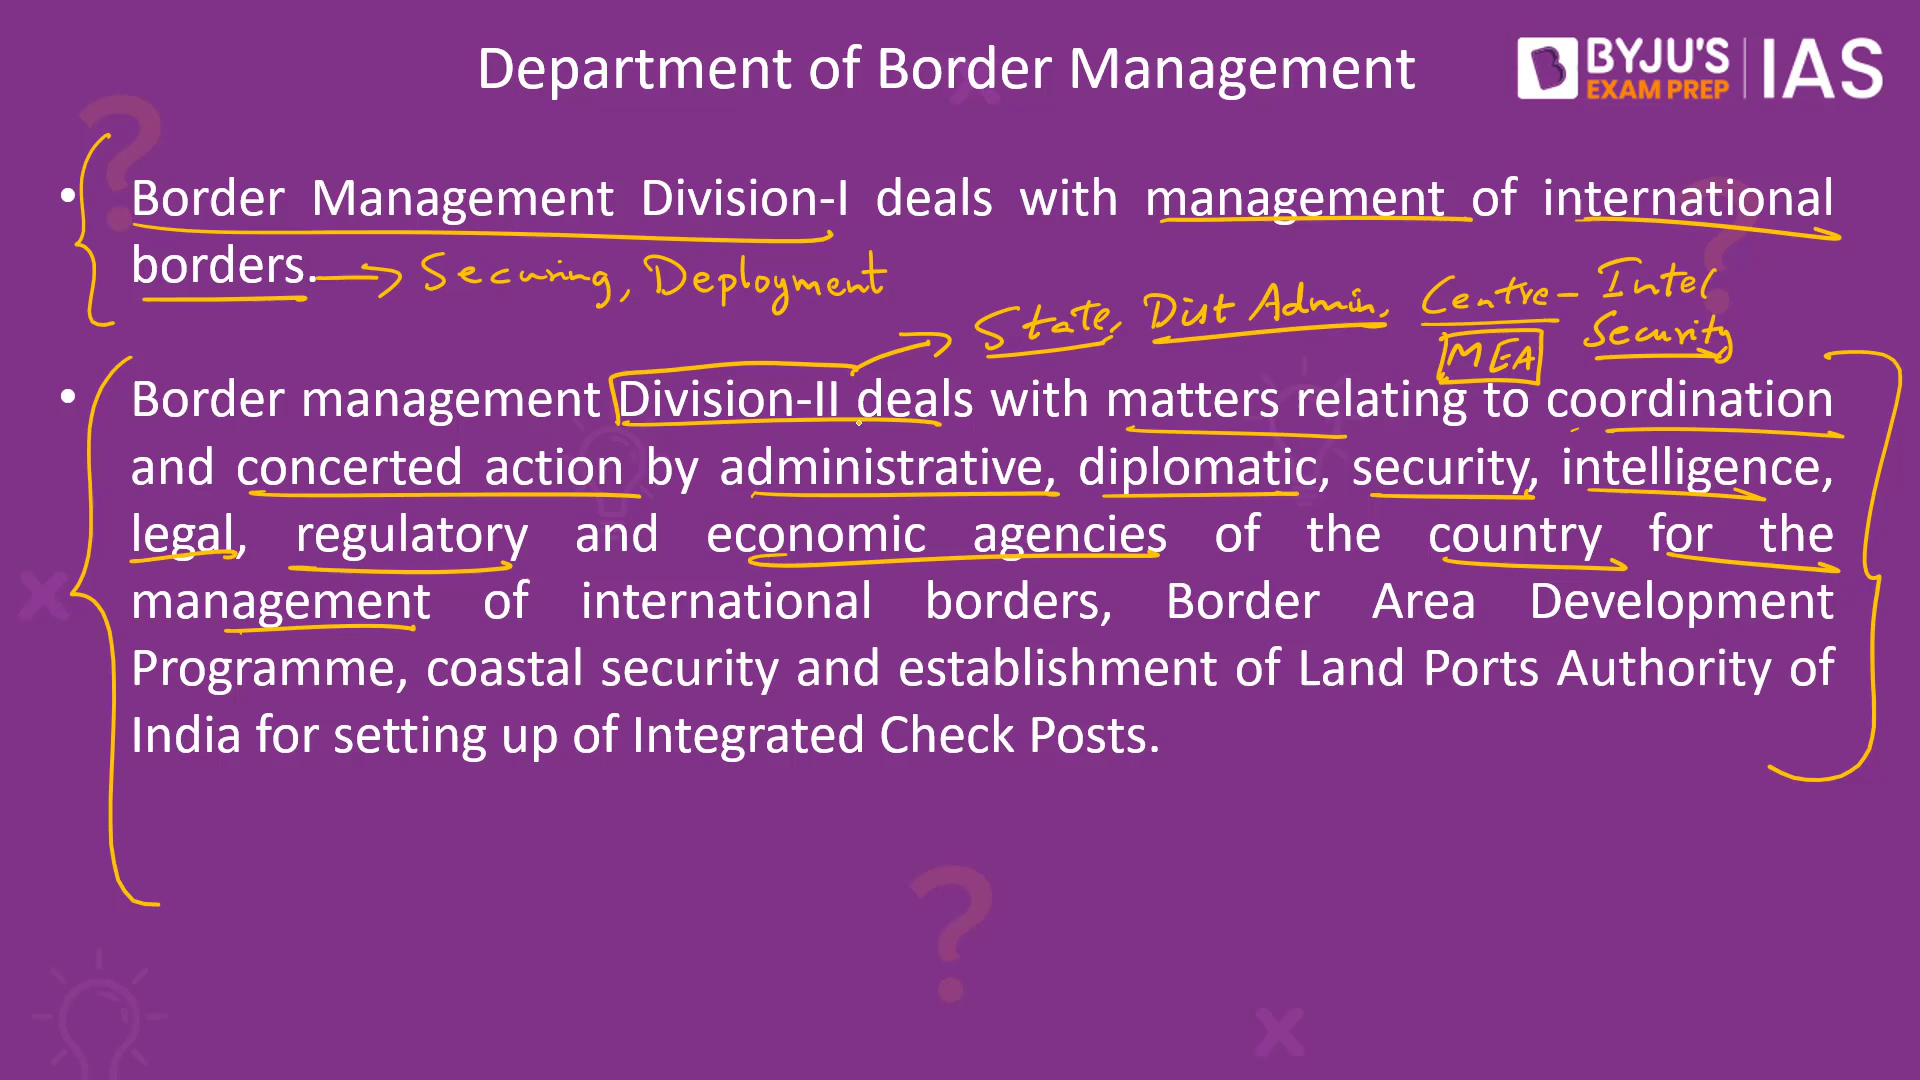 Department of Border Management
BYJU'S
EXAM PREP
IAS
• Border Management Division-I deals with management of international
borders. → Securing, Deployment
→ State, Dist Admin, Centre - Intel
Security
MEA
• Border management Division-II deals with matters relating to coordination
and concerted action by administrative, diplomatic, security, intelligence,
legal, regulatory and economic agencies of the country for the
management of international borders, Border Area Development
Programme, coastal security and establishment of Land Ports Authority of
India for setting up of Integrated Check Posts.